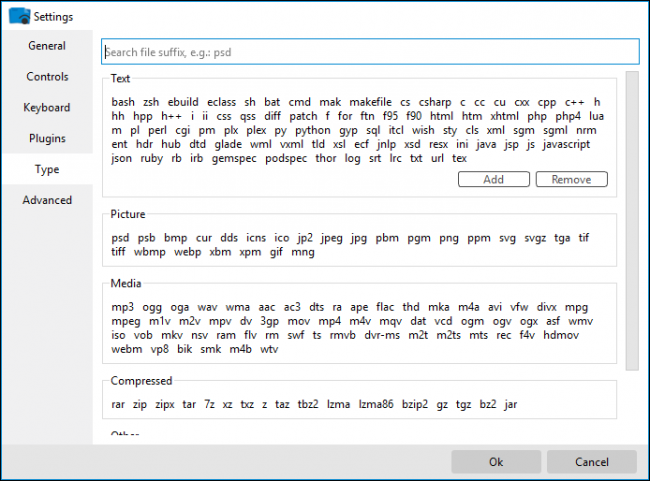 Settings
General
Controls
Keyboard
Plugins
Type
Advanced
Search file suffix, e.g.: psd
Text
bash zsh ebuild eclass sh bat cmd mak makefile cs csharp c cc cu cxx cpp c++ h
hh hpp h++ i ii css qss diff patch f for ftn f95 f90 html htm xhtml php php4 lua
m pl perl cgi pm plx plex py python gyp sql itcl wish sty cls xml sgm sgml nrm
ent hdr hub dtd glade wml vxml tld xsl ecf jnlp xsd resx ini java jsp js javascript
json ruby rb irb gemspec podspec thor log srt lrc txt url tex
Add
Remove
Picture
psd psb bmp cur dds icns ico jp2 jpeg jpg pbm pgm png ppm svg svgz tga tif
tiff wbmp webp xbm xpm gif mng
Media
mp3 ogg oga wav wma aac ac3 dts ra ape flac thd mka m4a avi vfw divx mpg
mpeg m1v m2v mpv dv 3gp mov mp4 m4v mqv dat vcd ogm ogv ogx asf wmv
iso vob mkv nsv ram flv rm swf ts rmvb dvr-ms m2t m2ts mts rec f4v hdmov
webm vp8 bik smk m4b wtv
Compressed
rar zip zipx tar 7z xz txz z taz tbz2 lzma lzma86 bzip2 gz tgz bz2 jar
Other
Ok
Cancel